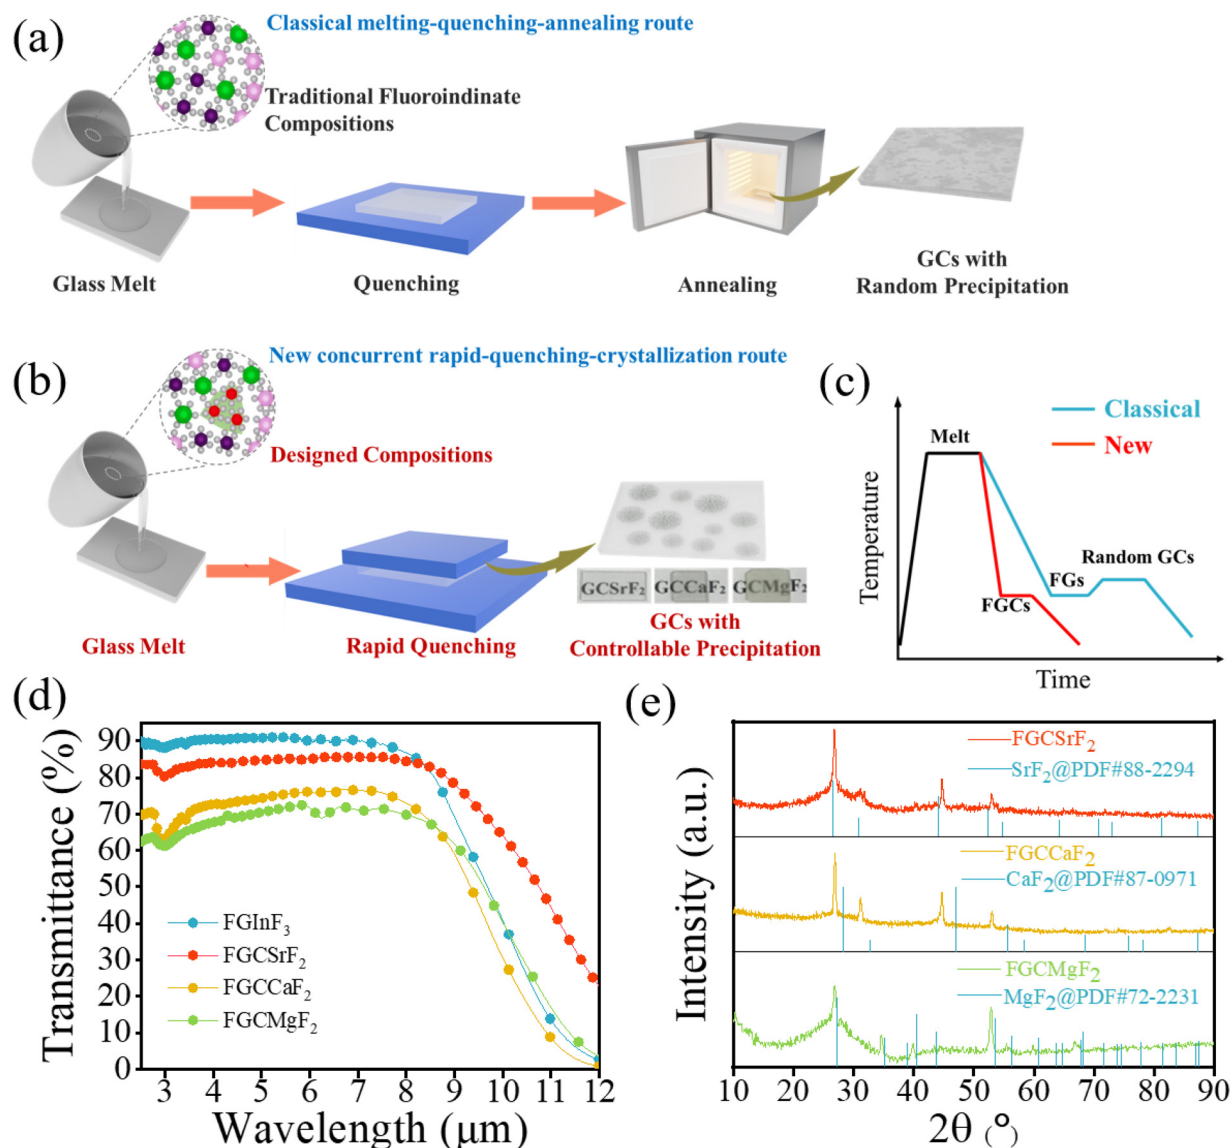 (a)
Classical melting-quenching-annealing route
Traditional Fluoroindinate
Compositions
Glass Melt
Quenching
Annealing
GCs with
Random Precipitation
(b)
New concurrent rapid-quenching-crystallization route
Designed Compositions
Glass Melt
Rapid Quenching
GCSrF₂
GCCaF₂
GCMgF₂
GCs with
Controllable Precipitation
(c)
Classical
New
Melt
FGCs
FGs
Random GCs
Temperature
Time
(d)
Transmittance (%)
90
80
70
60
50
40
30
20
10
0
FGInF₃
FGCSrF₂
FGCCaF₂
FGCMgF₂
3 4 5 6 7 8 9 10 11 12
Wavelength (μm)
(e)
Intensity (a.u.)
FGCSrF₂
SrF₂@PDF#88-2294
FGCCaF₂
CaF₂@PDF#87-0971
FGCMgF₂
MgF₂@PDF#72-2231
10 20 30 40 50 60 70 80 90
2θ (°)